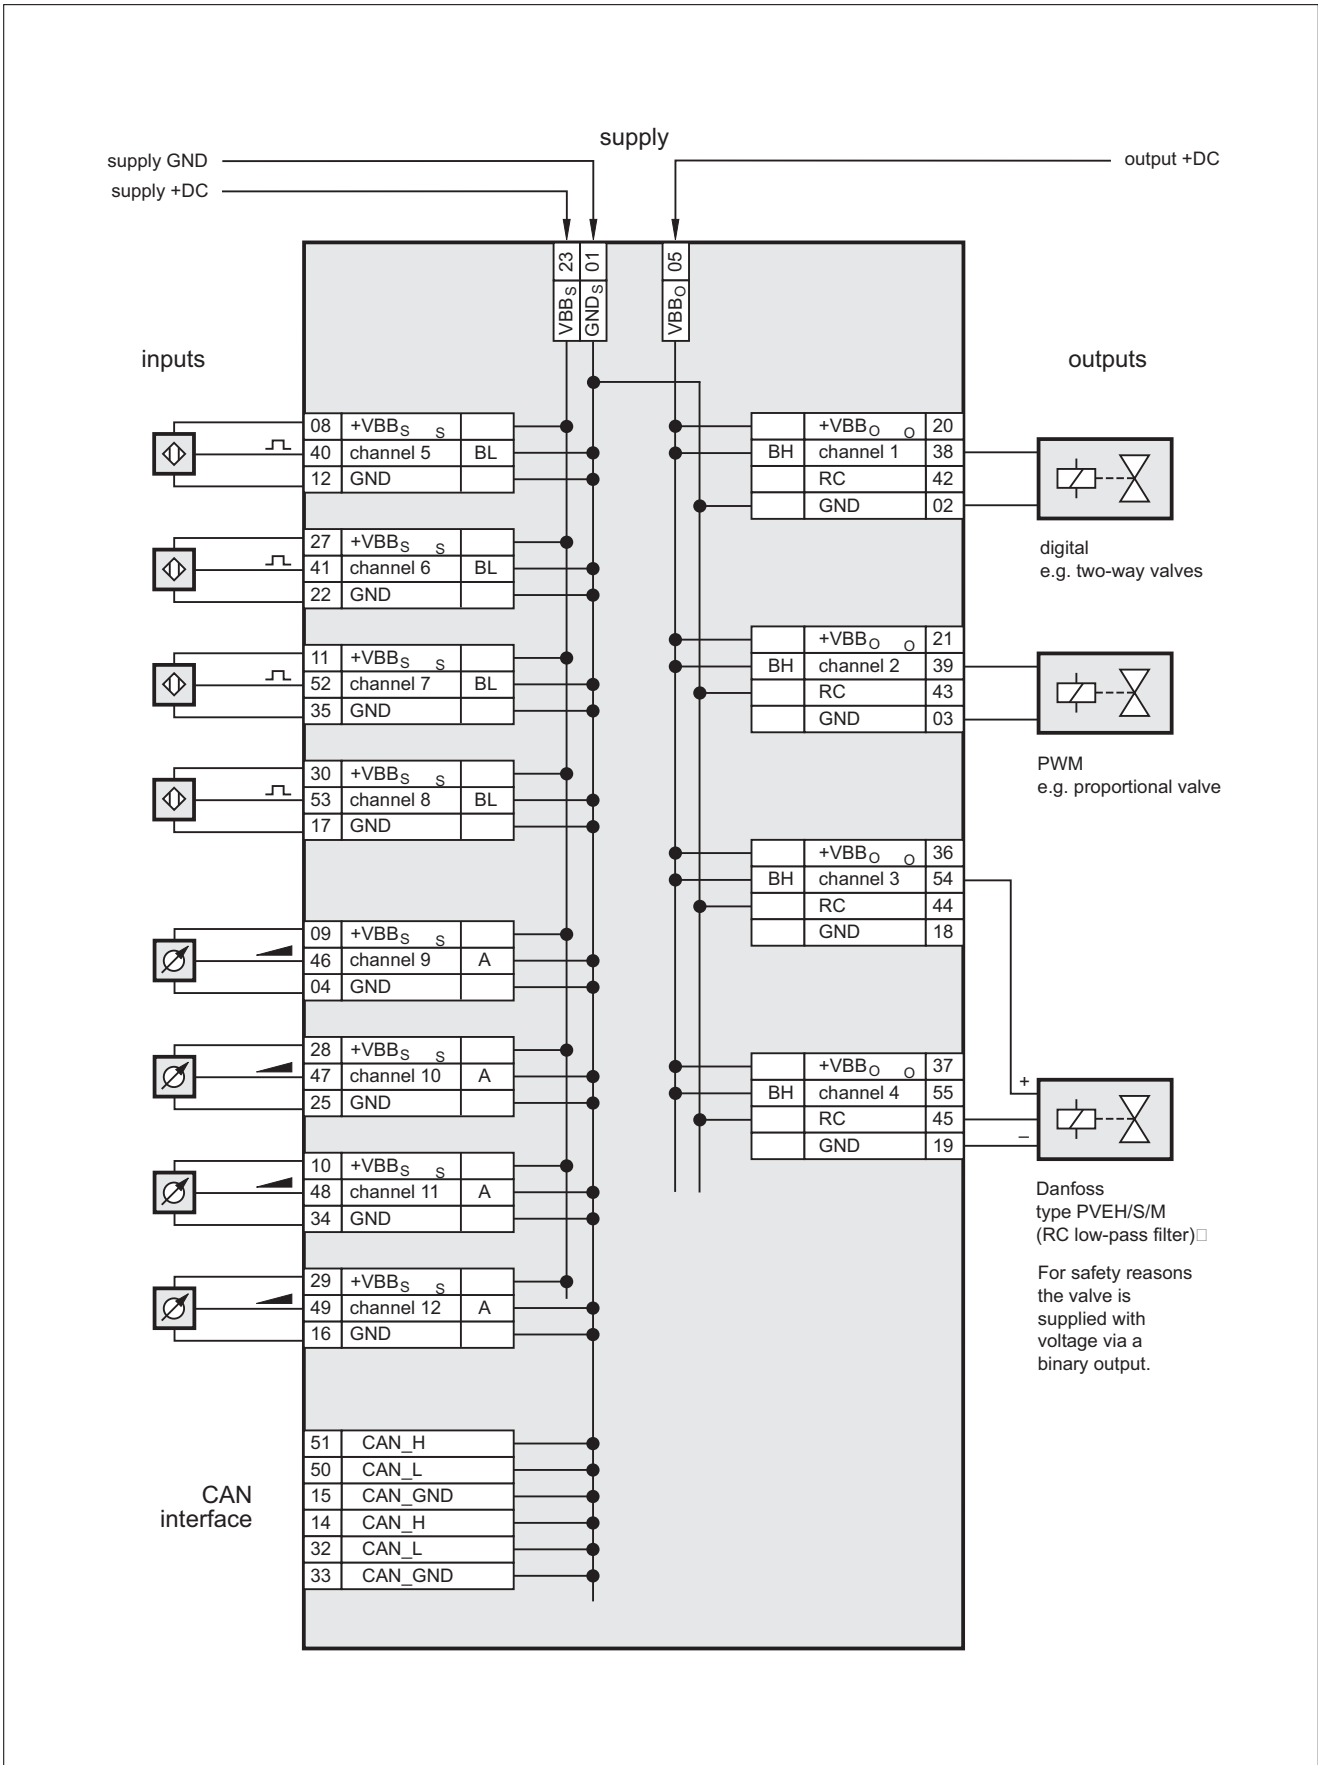 supply
supply GND
output +DC
supply +DC
23 VBBS
01 GNDS
05 VBBO
inputs
outputs
08 +VBBS S
40 channel 5 BL
12 GND
27 +VBBS S
41 channel 6 BL
22 GND
11 +VBBS S
52 channel 7 BL
35 GND
30 +VBBS S
53 channel 8 BL
17 GND
09 +VBBS S
46 channel 9 A
04 GND
28 +VBBS S
47 channel 10 A
25 GND
10 +VBBS S
48 channel 11 A
34 GND
29 +VBBS S
49 channel 12 A
16 GND
CAN
interface
51 CAN_H
50 CAN_L
15 CAN_GND
14 CAN_H
32 CAN_L
33 CAN_GND
+VBBO O 20
BH channel 1 38
RC 42
GND 02
digital
e.g. two-way valves
+VBBO O 21
BH channel 2 39
RC 43
GND 03
PWM
e.g. proportional valve
+VBBO O 36
BH channel 3 54
RC 44
GND 18
+VBBO O 37
BH channel 4 55
RC 45
GND 19
+
–
Danfoss
type PVEH/S/M
(RC low-pass filter)□
For safety reasons
the valve is
supplied with
voltage via a
binary output.